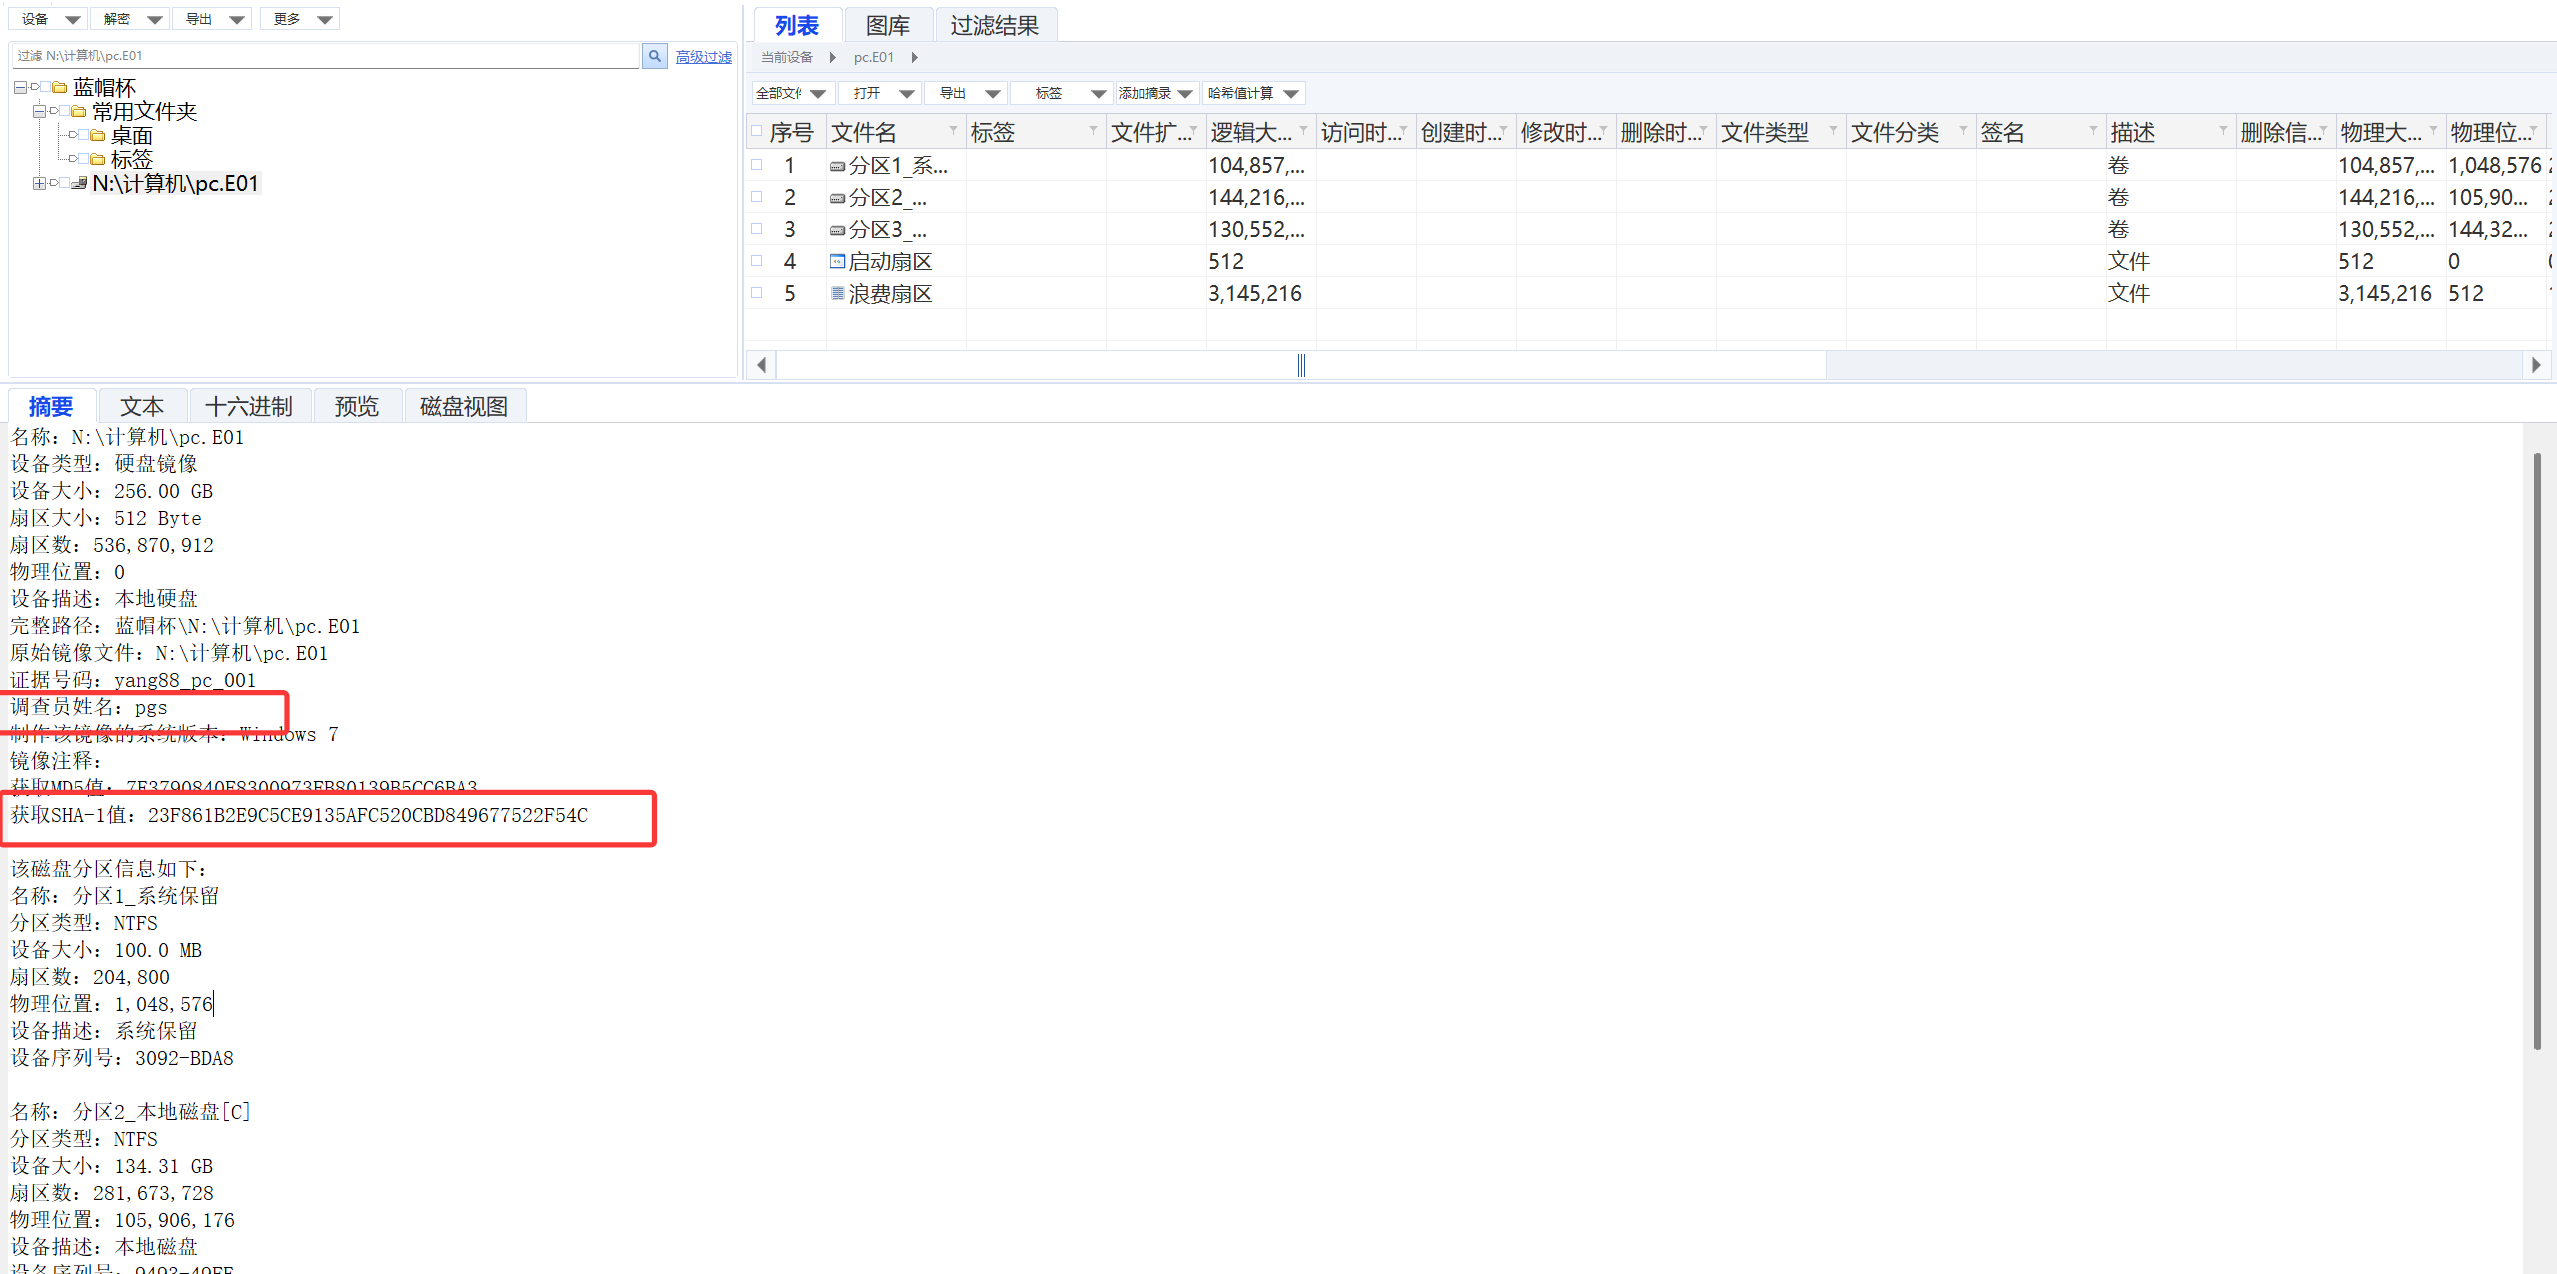 设备 解密 导出 更多
过滤 N:\计算机\pc.E01 高级过滤
蓝帽杯
常用文件夹
桌面
标签
N:\计算机\pc.E01
列表 图库 过滤结果
当前设备 pc.E01
全部文件 打开 导出 标签 添加摘录 哈希值计算
序号 文件名 标签 文件扩... 逻辑大... 访问时... 创建时... 修改时... 删除时... 文件类型 文件分类 签名 描述 删除信... 物理大... 物理位...
1 分区1_系... 104,857,... 卷 104,857,... 1,048,576
2 分区2_... 144,216,... 卷 144,216,... 105,90...
3 分区3_... 130,552,... 卷 130,552,... 144,32...
4 启动扇区 512 文件 512 0
5 浪费扇区 3,145,216 文件 3,145,216 512
摘要 文本 十六进制 预览 磁盘视图
名称: N:\计算机\pc.E01
设备类型: 硬盘镜像
设备大小: 256.00 GB
扇区大小: 512 Byte
扇区数: 536,870,912
物理位置: 0
设备描述: 本地硬盘
完整路径: 蓝帽杯\N:\计算机\pc.E01
原始镜像文件: N:\计算机\pc.E01
证据号码: yang88_pc_001
调查员姓名: pgs
制作该镜像的系统版本: Windows 7
镜像注释:
获取MD5值:
获取SHA-1值: 23F861B2E9C5CE9135AFC520CBD849677522F54C
该磁盘分区信息如下:
名称: 分区1_系统保留
分区类型: NTFS
设备大小: 100.0 MB
扇区数: 204,800
物理位置: 1,048,576
设备描述: 系统保留
设备序列号: 3092-BDA8
名称: 分区2_本地磁盘[C]
分区类型: NTFS
设备大小: 134.31 GB
扇区数: 281,673,728
物理位置: 105,906,176
设备描述: 本地磁盘
设备序列号: